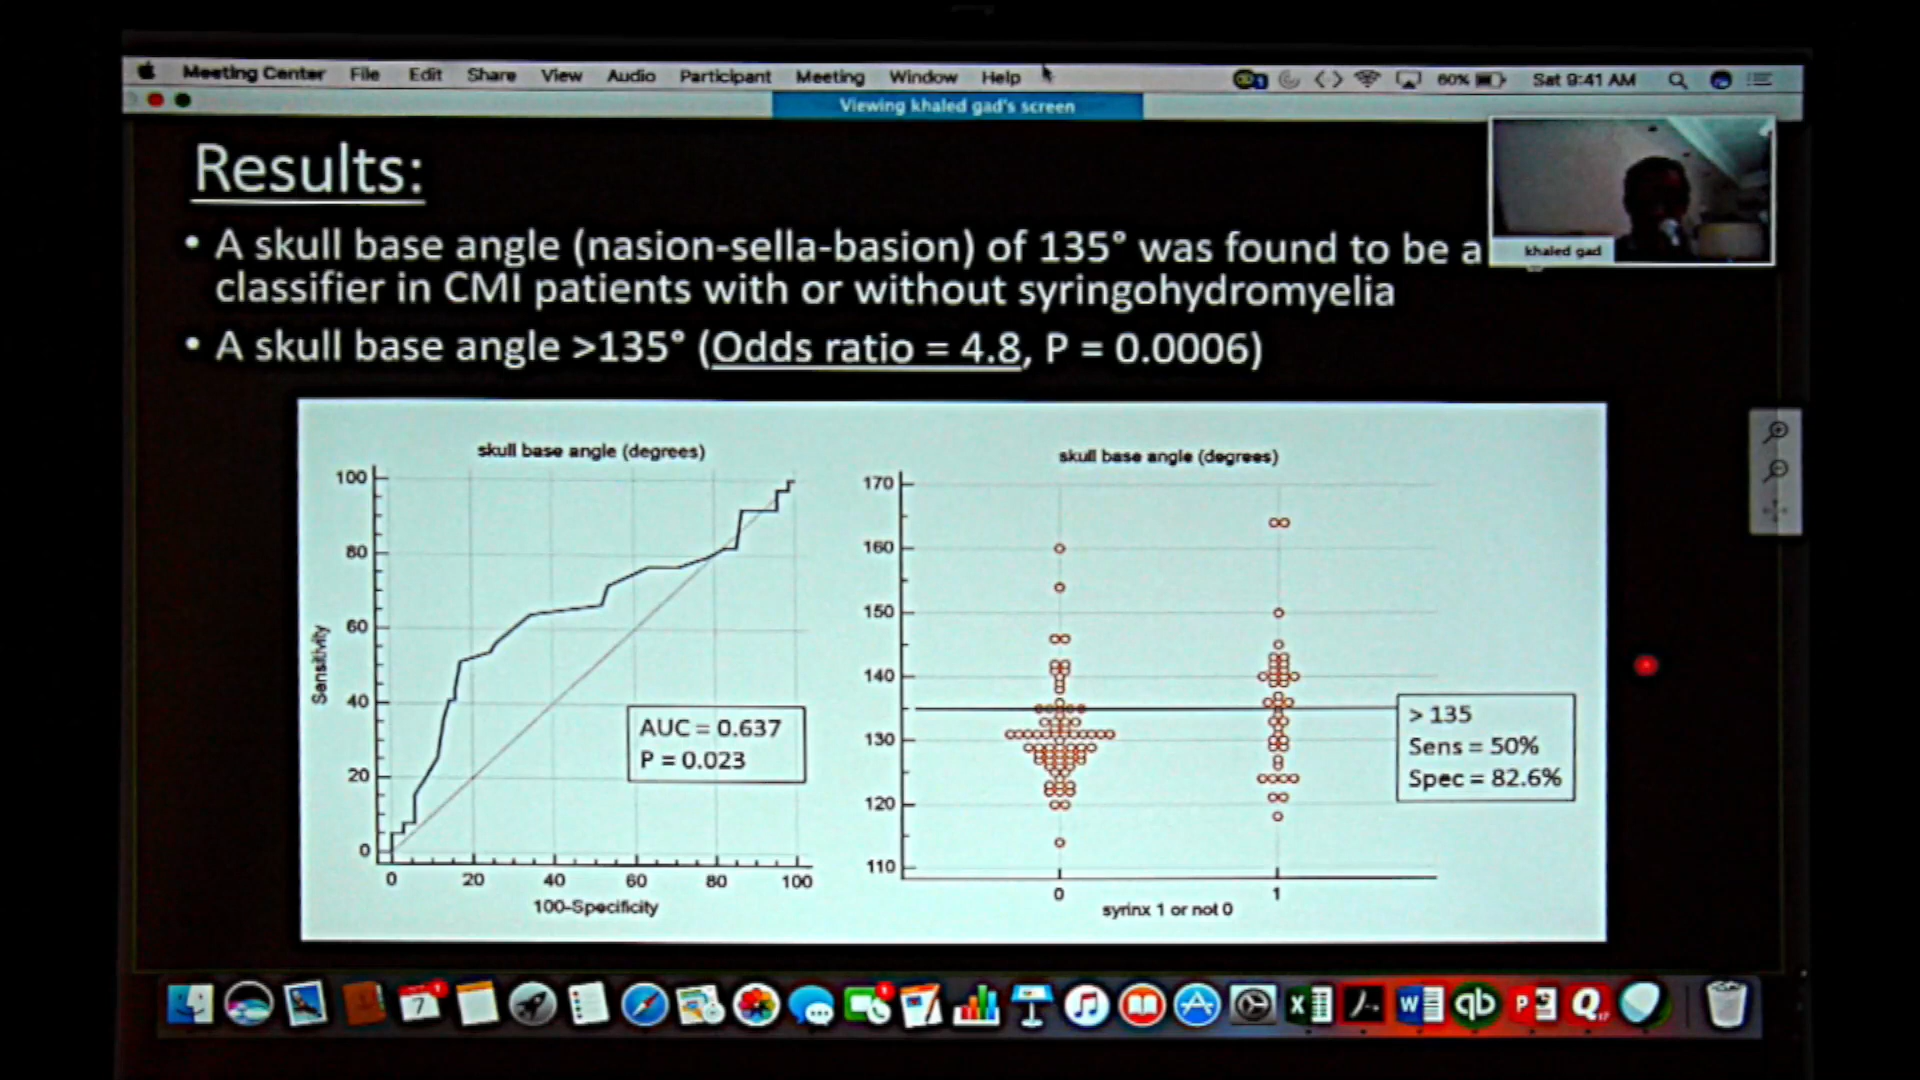 Meeting Center File Edit Share View Audio Participant Meeting Window Help 60% Sat 9:41 AM
Viewing khaled gad's screen
khaled gad
Results:
• A skull base angle (nasion-sella-basion) of 135° was found to be a
classifier in CMI patients with or without syringohydromyelia
• A skull base angle >135° (Odds ratio = 4.8, P = 0.0006)
skull base angle (degrees)
100
80
60
40
20
0
Sensitivity
AUC = 0.637
P = 0.023
0 20 40 60 80 100
100-Specificity
skull base angle (degrees)
170
160
150
140
130
120
110
> 135
Sens = 50%
Spec = 82.6%
0 1
syrinx 1 or not 0
7
1
1
X
W
qb
P
Q